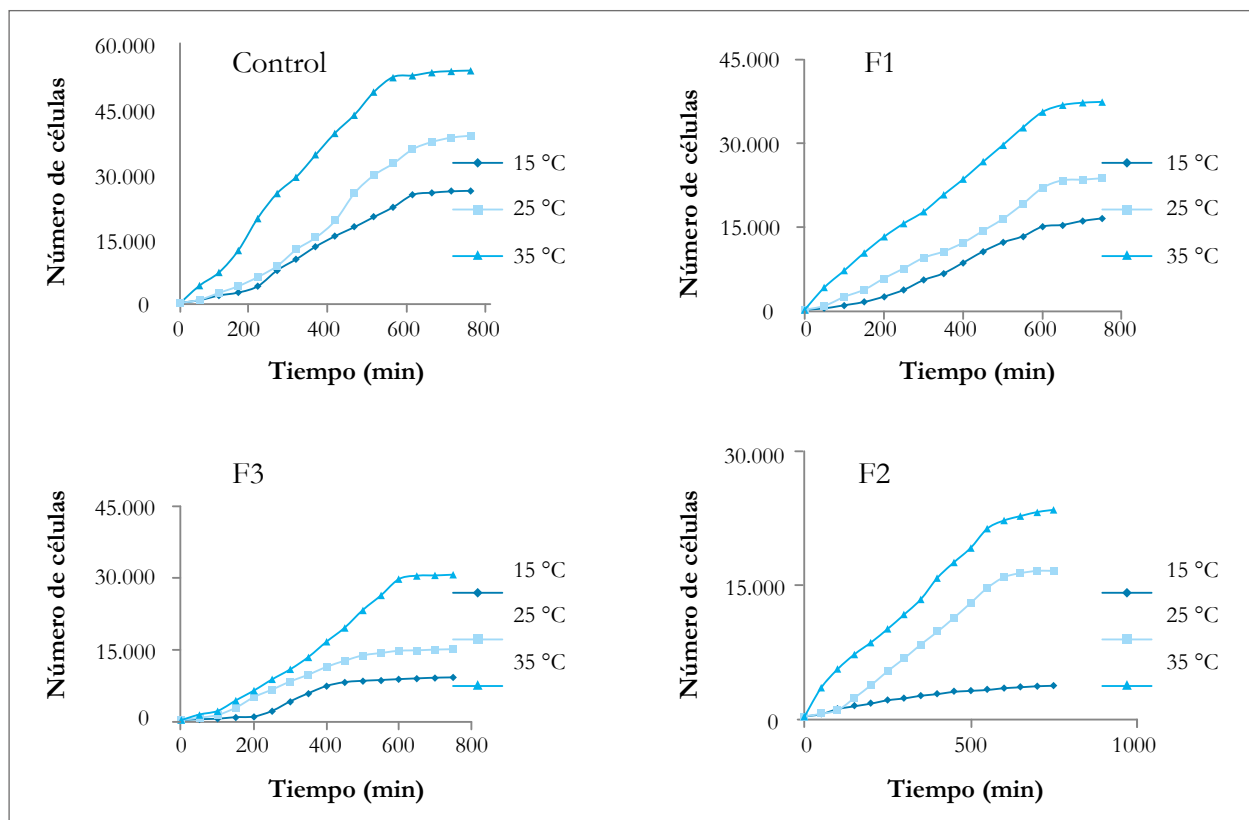 Control
Número de células
60.000
45.000
30.000
15.000
0
0 200 400 600 800
Tiempo (min)
15 °C
25 °C
35 °C
F1
Número de células
45.000
30.000
15.000
0
0 200 400 600 800
Tiempo (min)
15 °C
25 °C
35 °C
F3
Número de células
45.000
30.000
15.000
0
0 200 400 600 800
Tiempo (min)
15 °C
25 °C
35 °C
F2
Número de células
30.000
15.000
0
0 500 1000
Tiempo (min)
15 °C
25 °C
35 °C